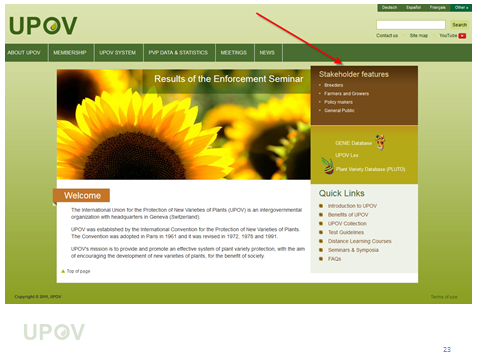 Deutsch Español Français Other
UPOV
Search
Contact us Site map YouTube
ABOUT UPOV MEMBERSHIP UPOV SYSTEM PVP DATA & STATISTICS MEETINGS NEWS
Results of the Enforcement Seminar
Stakeholder features
Breeders
Farmers and Growers
Policy makers
General Public
GENIE Database
UPOV Lex
Plant Variety Database (PLUTO)
Welcome
The International Union for the Protection of New Varieties of Plants (UPOV) is an intergovernmental
organization with headquarters in Geneva (Switzerland).
UPOV was established by the International Convention for the Protection of New Varieties of Plants.
The Convention was adopted in Paris in 1961 and it was revised in 1972, 1978 and 1991.
UPOV's mission is to provide and promote an effective system of plant variety protection, with the aim
of encouraging the development of new varieties of plants, for the benefit of society.
Top of page
Quick Links
Introduction to UPOV
Benefits of UPOV
UPOV Collection
Test Guidelines
Distance Learning Courses
Seminars & Symposia
FAQs
Copyright © 2011, UPOV
Terms of use
UPOV
23